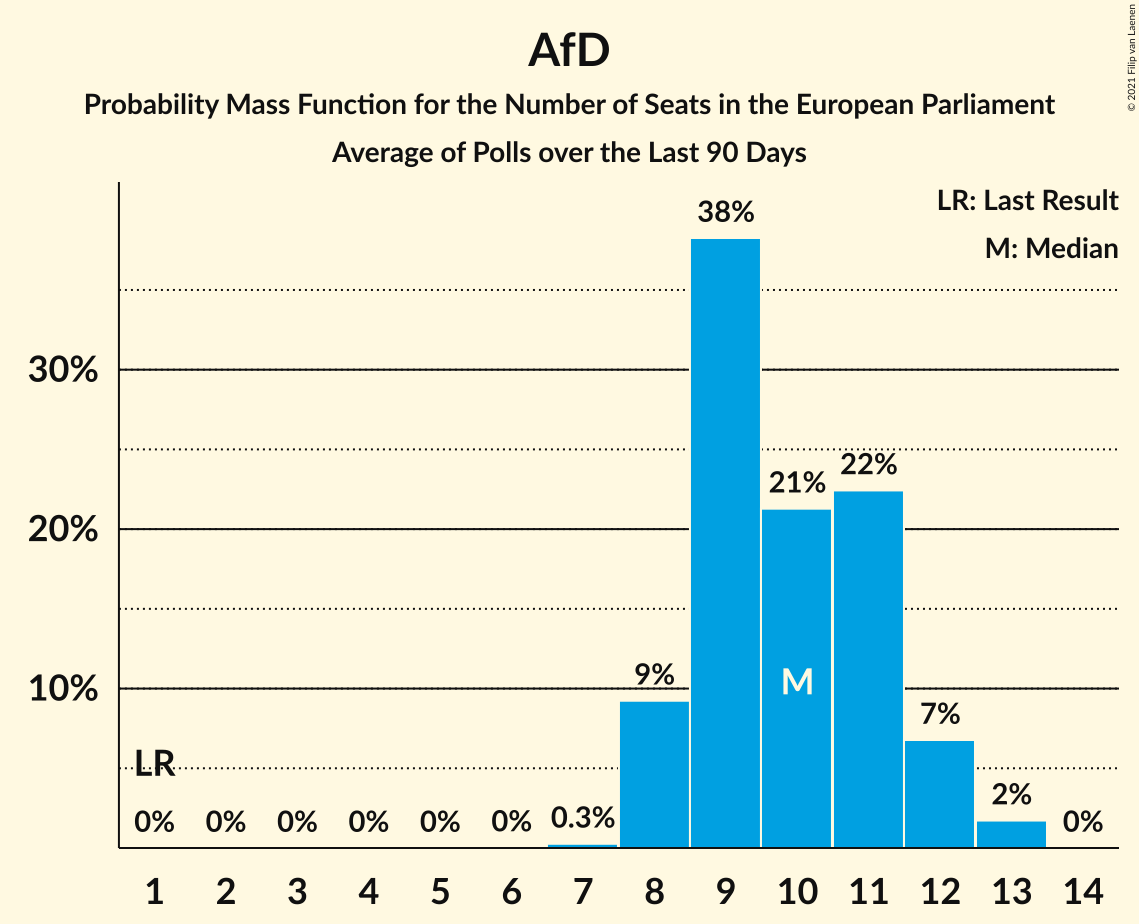 AfD
Probability Mass Function for the Number of Seats in the European Parliament
Average of Polls over the Last 90 Days
© 2021 Filip van Laenen
LR: Last Result
M: Median
38%
30%
22%
21%
20%
9%
10%
M
7%
LR
2%
0% 0% 0% 0% 0% 0% 0.3% 0%
1 2 3 4 5 6 7 8 9 10 11 12 13 14